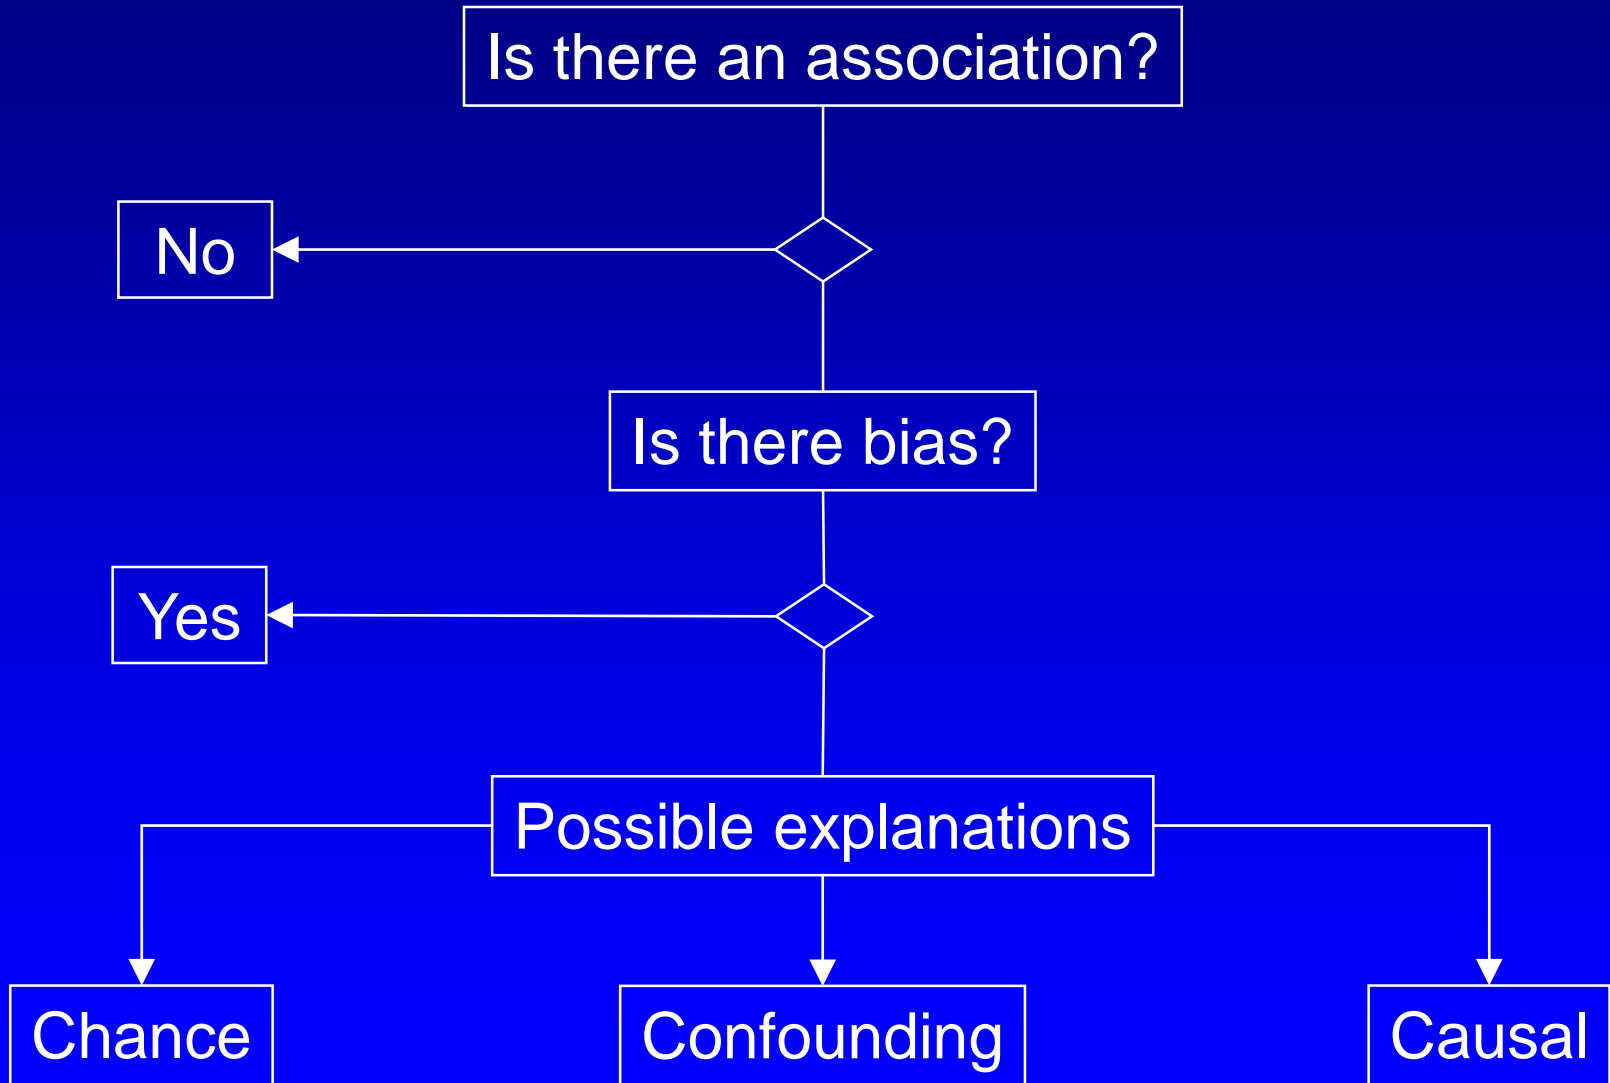 Is there an association?
No
Is there bias?
Yes
Possible explanations
Chance
Confounding
Causal